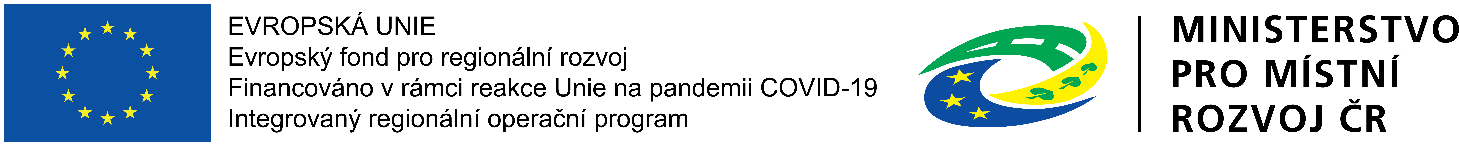 EVROPSKÁ UNIE
Evropský fond pro regionální rozvoj
Financováno v rámci reakce Unie na pandemii COVID-19
Integrovaný regionální operační program
MINISTERSTVO
PRO MÍSTNÍ
ROZVOJ ČR